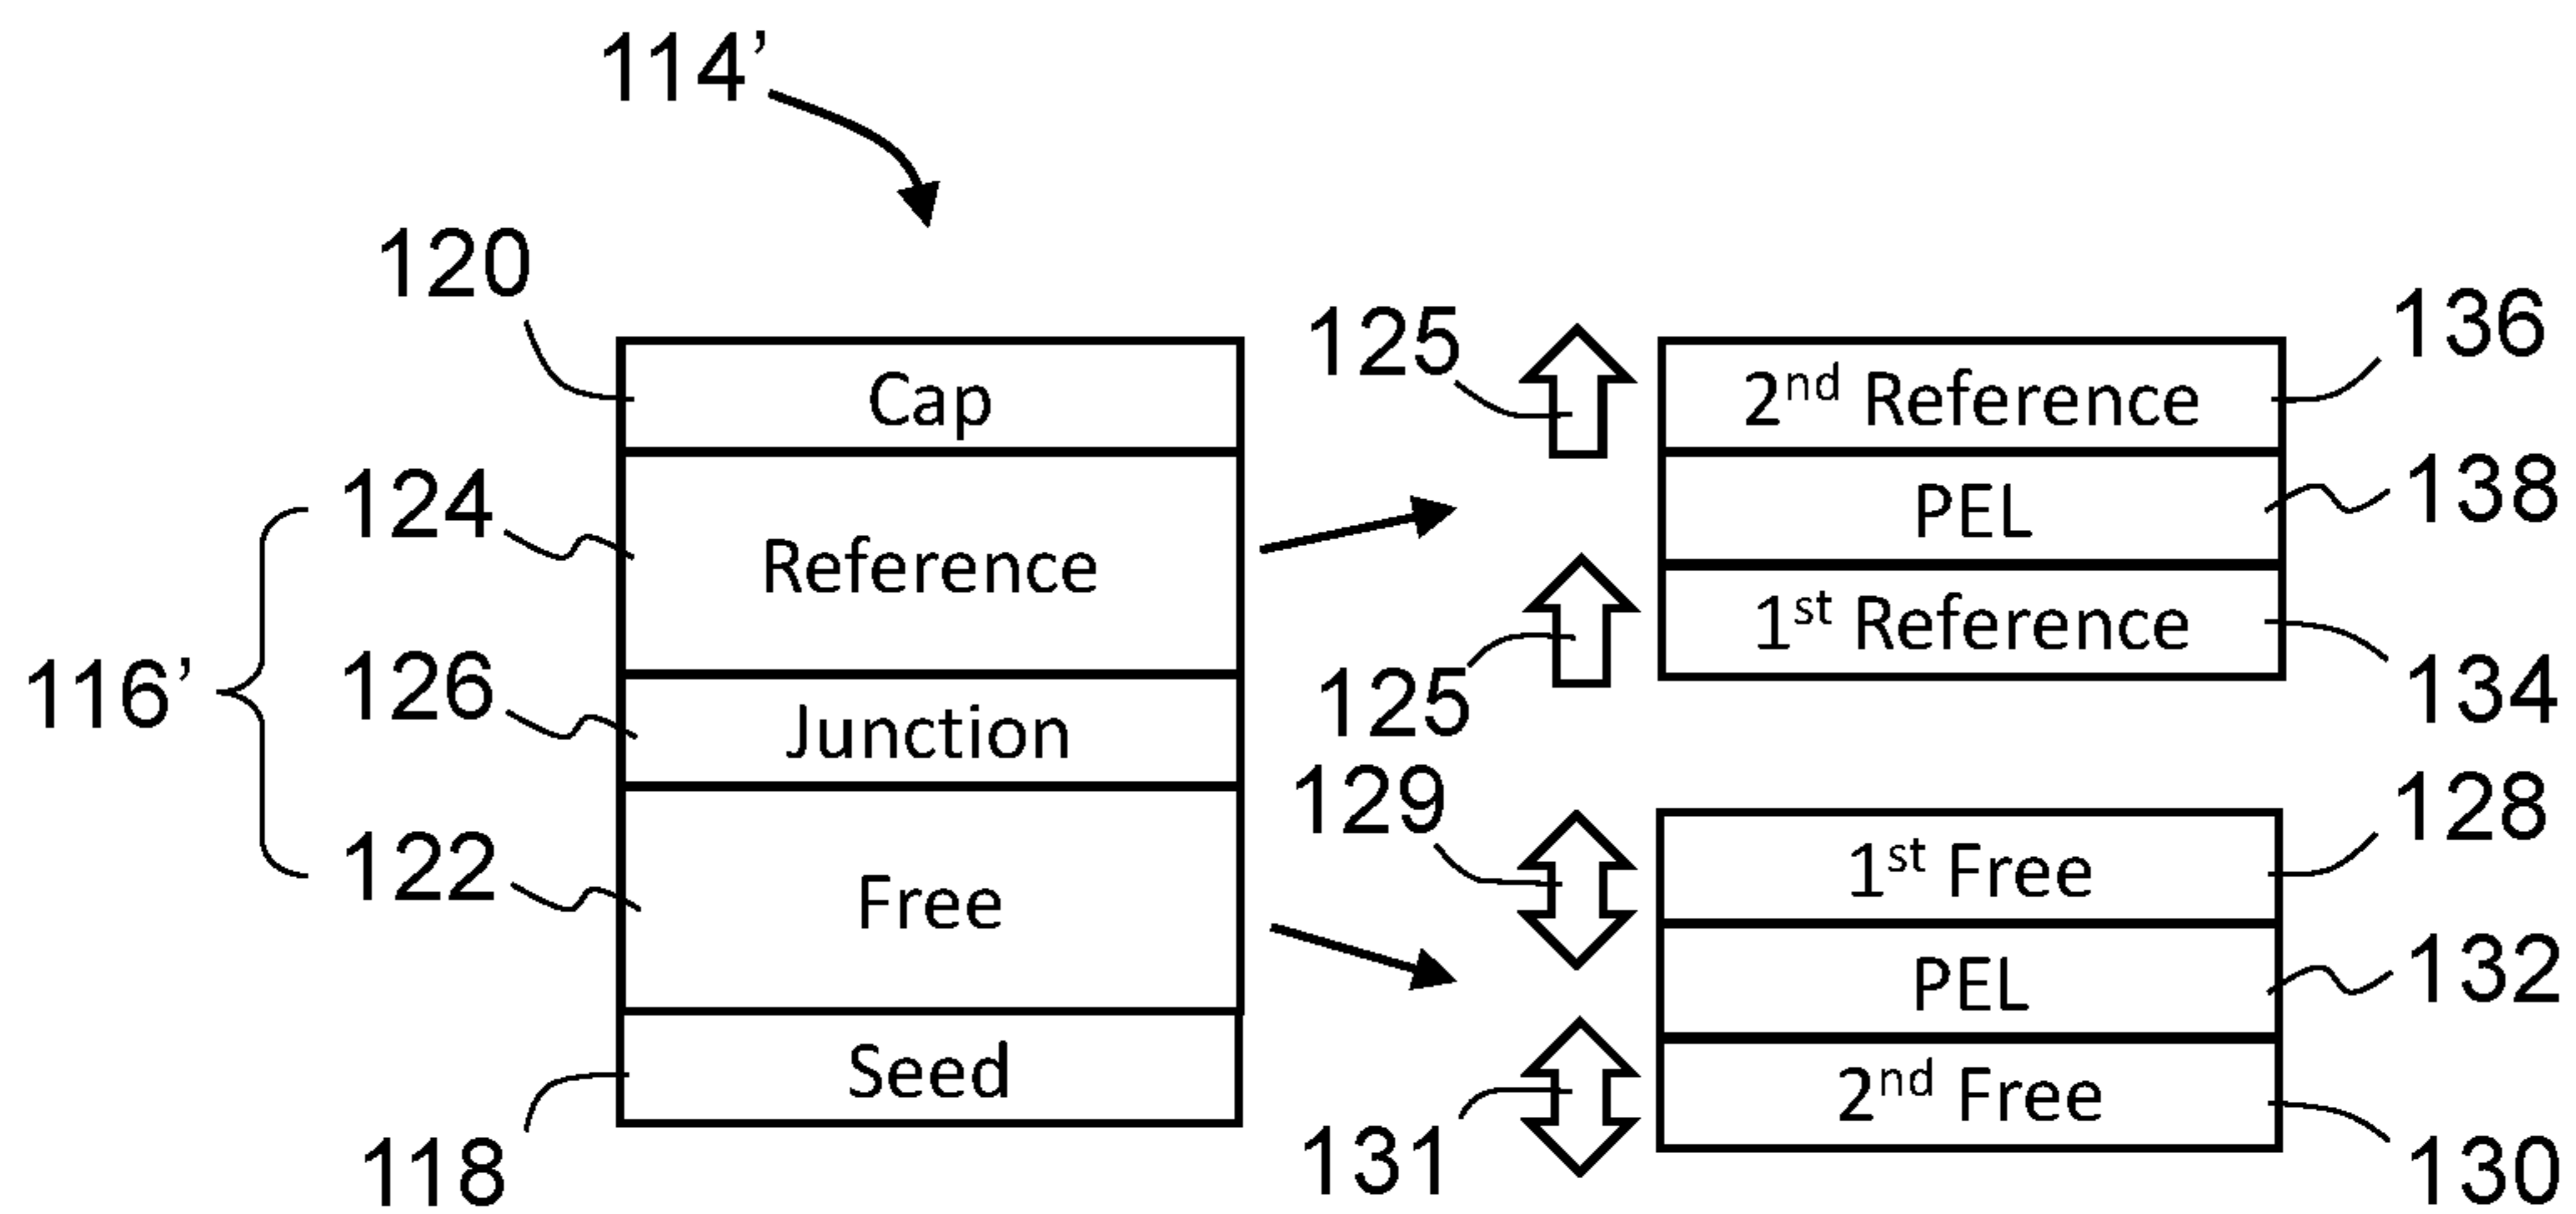 114’
120
Cap
125
2nd Reference
136
124
Reference
PEL
138
1st Reference
134
125
116’
126
Junction
129
1st Free
128
122
Free
PEL
132
Seed
131
2nd Free
130
118